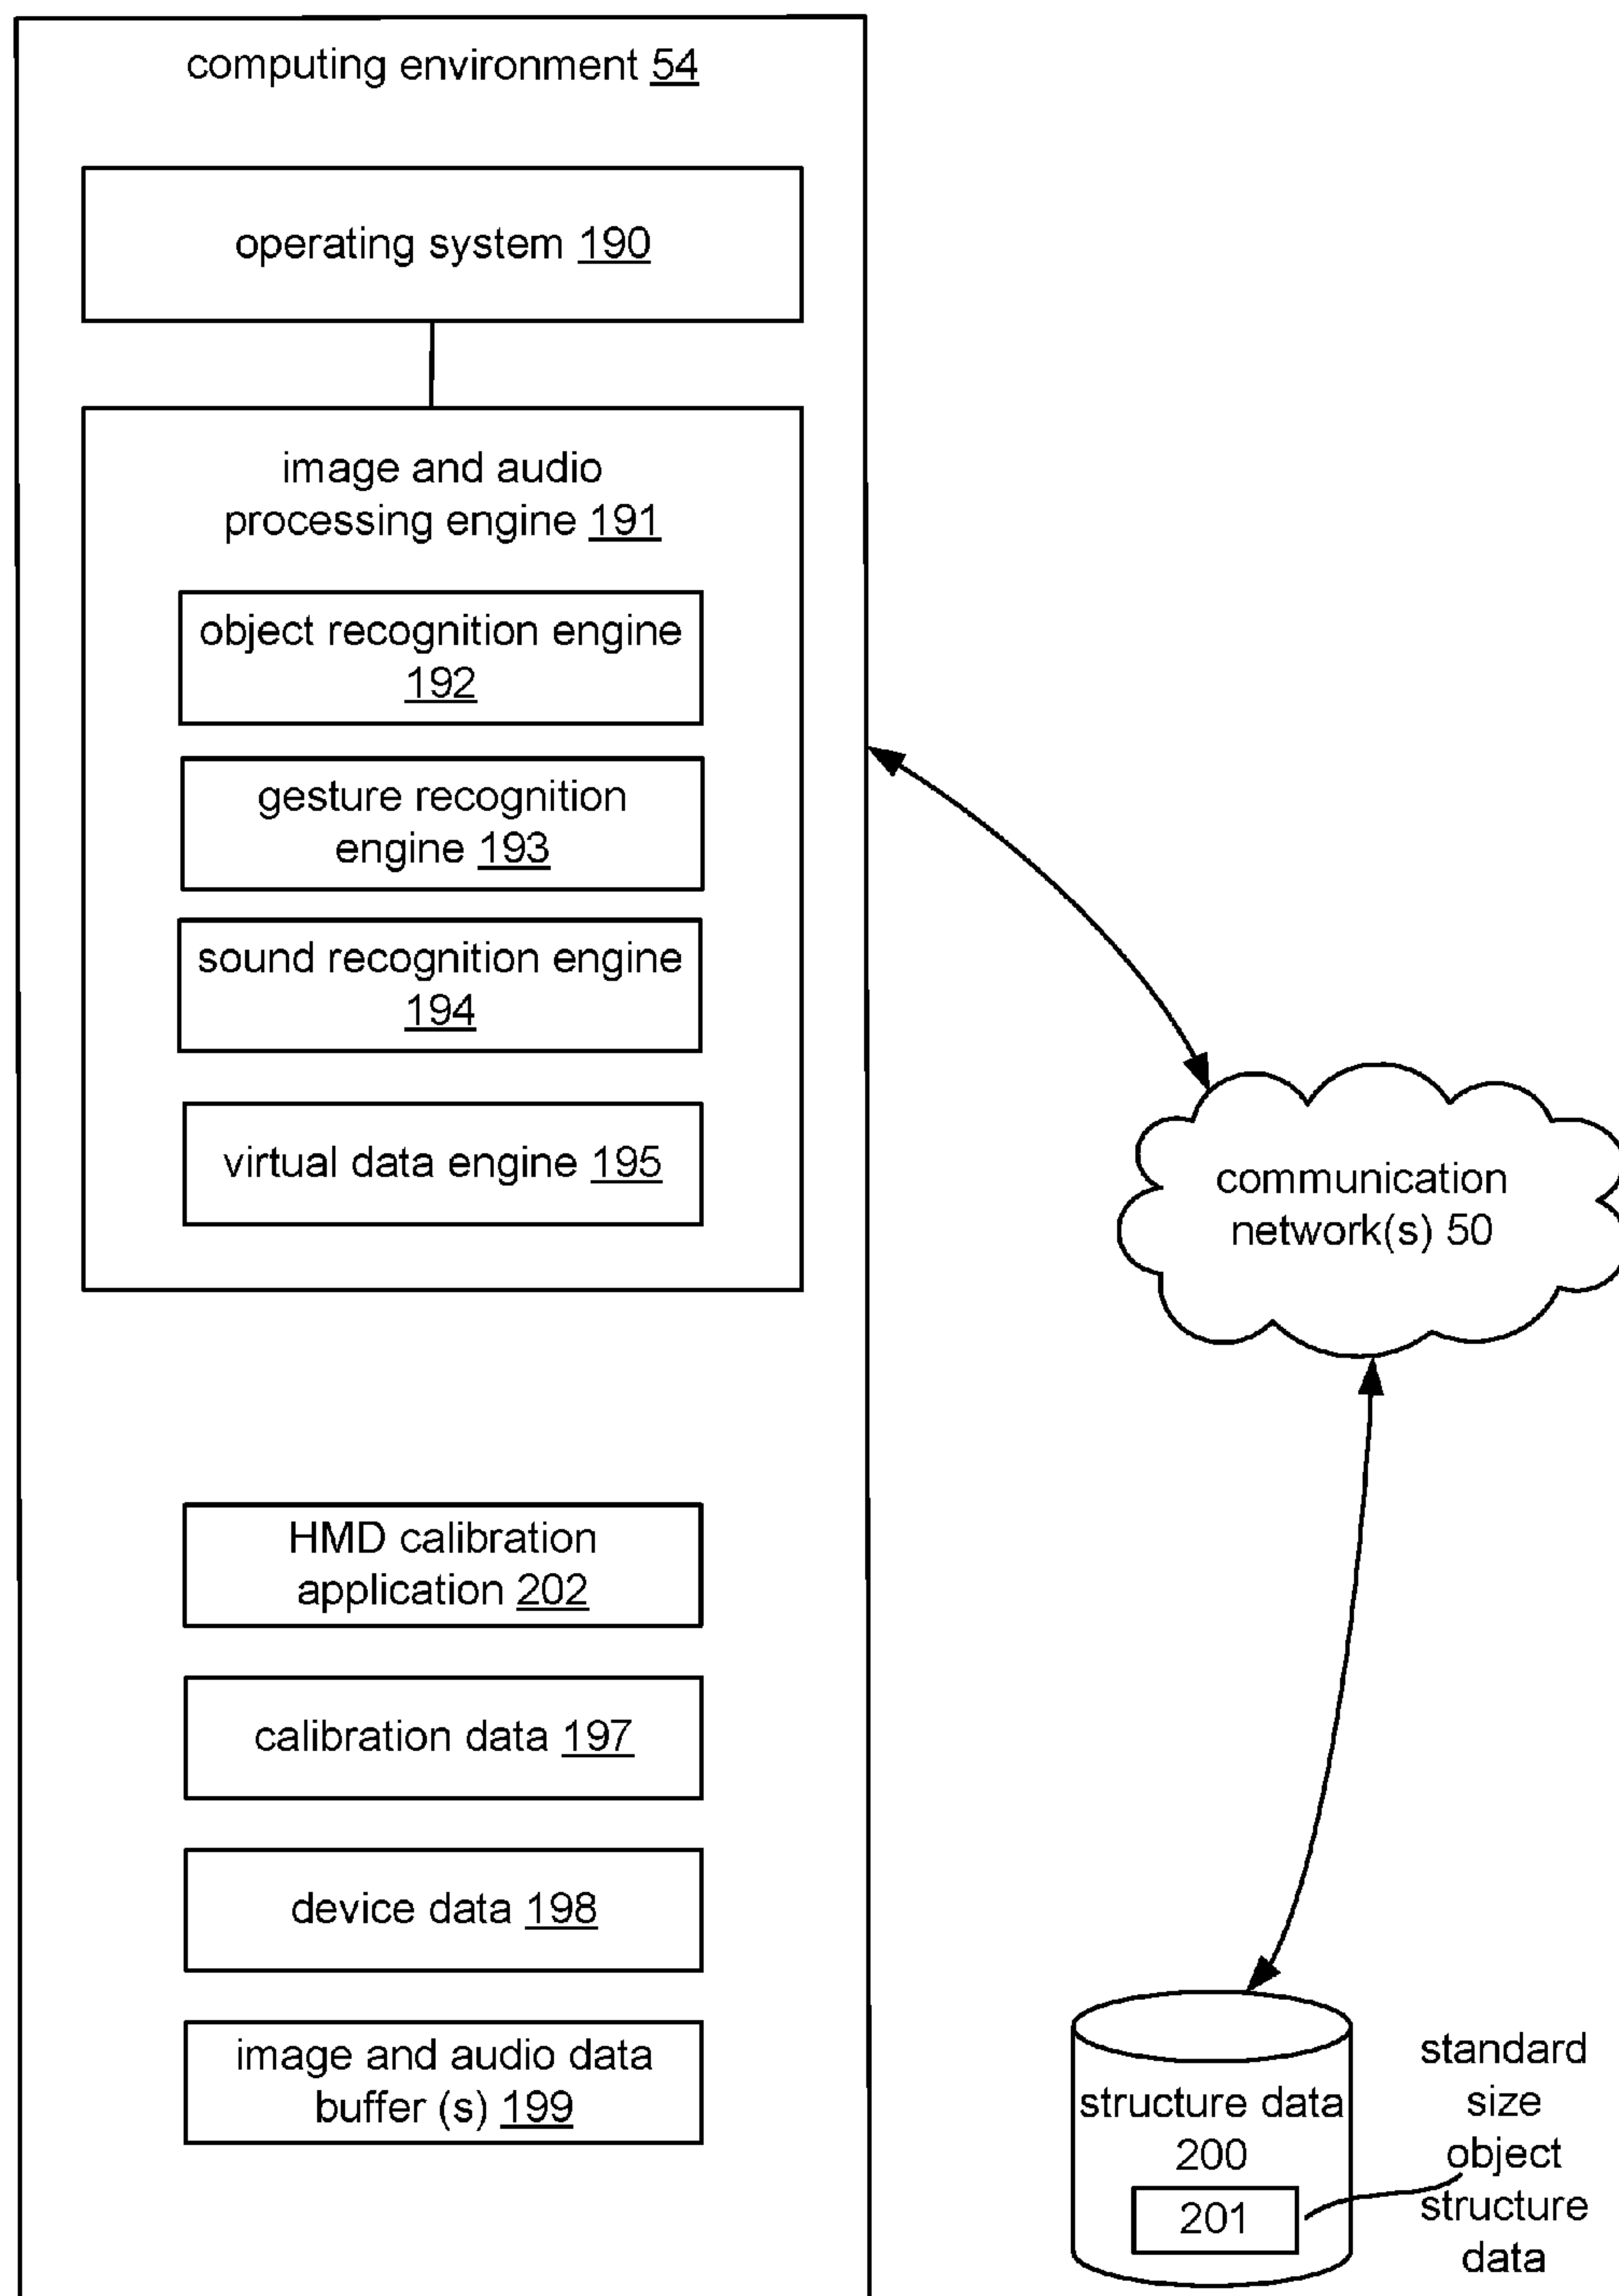 computing environment 54
operating system 190
image and audio
processing engine 191
object recognition engine
192
gesture recognition
engine 193
sound recognition engine
194
virtual data engine 195
communication
network(s) 50
HMD calibration
application 202
calibration data 197
device data 198
image and audio data
buffer (s) 199
structure data
200
201
standard
size
object
structure
data